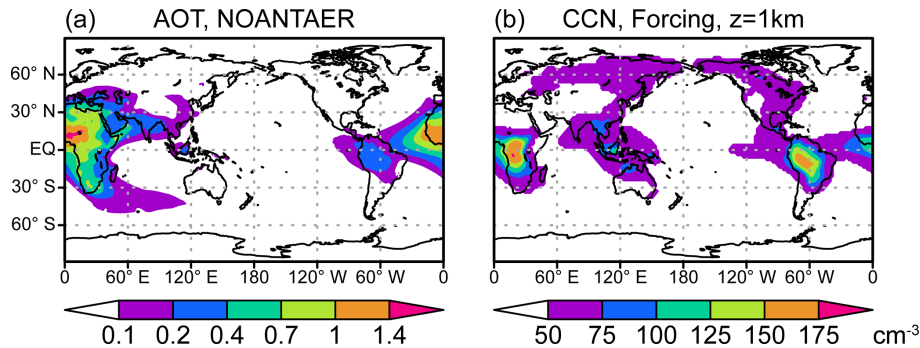 (a) AOT, NOANTAER
(b) CCN, Forcing, z=1km
60° N
30° N
EQ
30° S
60° S
0 60° E 120° E 180 120° W 60° W 0
0 60° E 120° E 180 120° W 60° W 0
0.1 0.2 0.4 0.7 1 1.4
50 75 100 125 150 175 cm⁻³